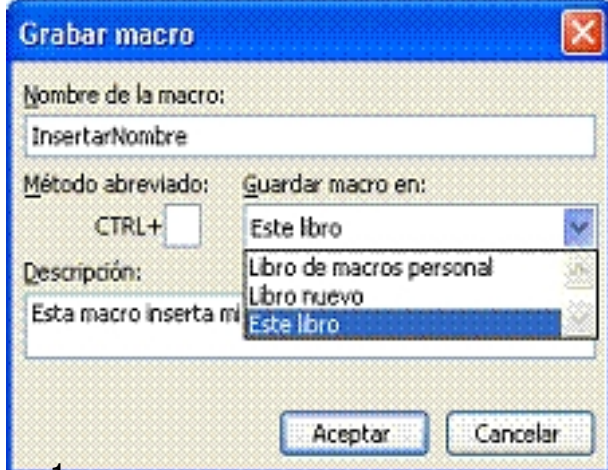 Grabar macro
Nombre de la macro:
InsertarNombre
Método abreviado: Guardar macro en:
CTRL+ Este libro
Libro de macros personal
Descripción:
Libro nuevo
Esta macro inserta mi
Este libro
Aceptar Cancelar